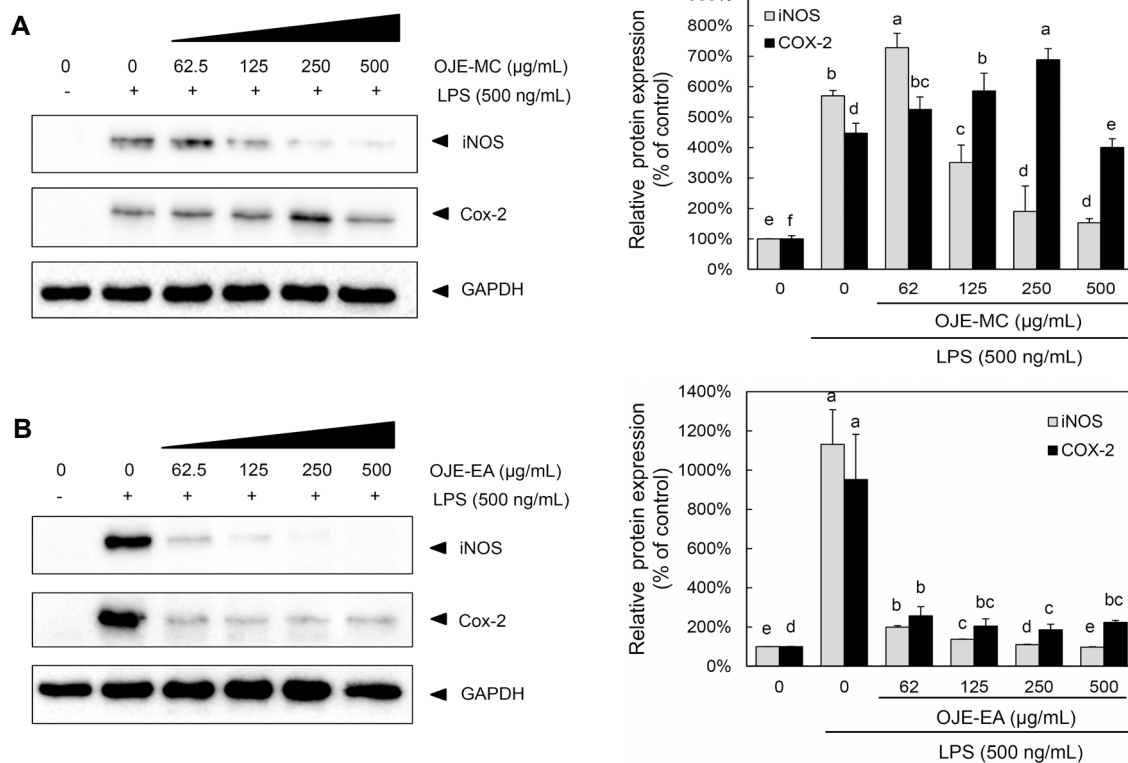 A
0 0 62.5 125 250 500 OJE-MC (µg/mL)
- + + + + + LPS (500 ng/mL)
iNOS
Cox-2
GAPDH
Relative protein expression
(% of control)
800%
700%
600%
500%
400%
300%
200%
100%
0%
iNOS
COX-2
e f b d a bc c b d a d e
0 0 62 125 250 500
OJE-MC (µg/mL)
LPS (500 ng/mL)
B
0 0 62.5 125 250 500 OJE-EA (µg/mL)
- + + + + + LPS (500 ng/mL)
iNOS
Cox-2
GAPDH
Relative protein expression
(% of control)
1400%
1200%
1000%
800%
600%
400%
200%
0%
iNOS
COX-2
e d a a b b c bc d c e bc
0 0 62 125 250 500
OJE-EA (µg/mL)
LPS (500 ng/mL)